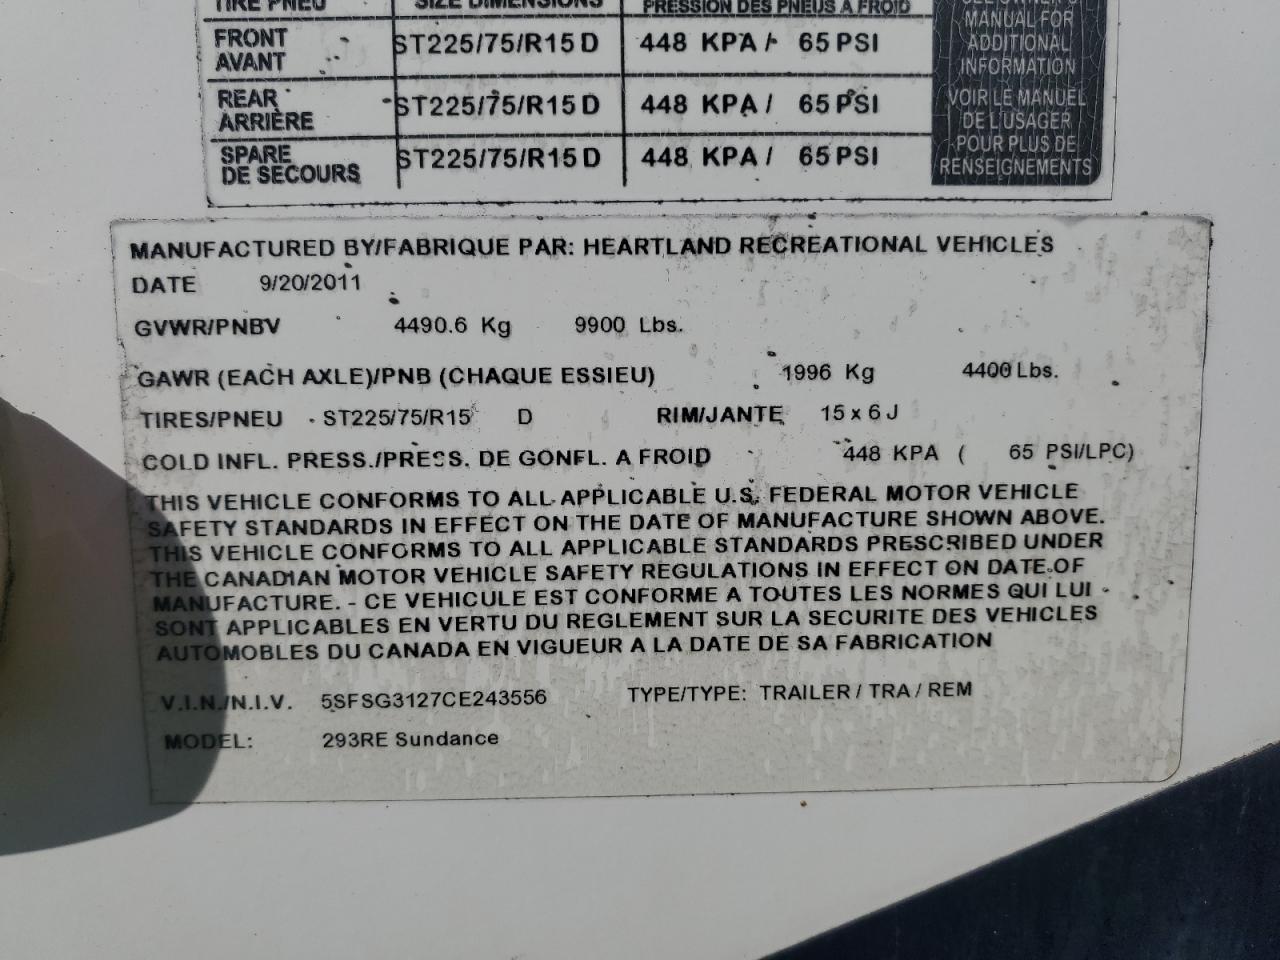 TIRE PNEU SIZE DIMENSIONS PRESSION DES PNEUS A FROID
FRONT AVANT ST225/75/R15 D 448 KPA / 65 PSI
REAR ARRIÈRE ST225/75/R15 D 448 KPA / 65 PSI
SPARE DE SECOURS ST225/75/R15 D 448 KPA / 65 PSI
SEE OWNER'S
MANUAL FOR
ADDITIONAL
INFORMATION
VOIR LE MANUEL
DE L'USAGER
POUR PLUS DE
RENSEIGNEMENTS
MANUFACTURED BY/FABRIQUE PAR: HEARTLAND RECREATIONAL VEHICLES
DATE 9/20/2011
GVWR/PNBV 4490.6 Kg 9900 Lbs.
GAWR (EACH AXLE)/PNB (CHAQUE ESSIEU) 1996 Kg 4400 Lbs.
TIRES/PNEU ST225/75/R15 D RIM/JANTE 15 x 6 J
COLD INFL. PRESS./PRESS. DE GONFL. A FROID 448 KPA ( 65 PSI/LPC)
THIS VEHICLE CONFORMS TO ALL APPLICABLE U.S. FEDERAL MOTOR VEHICLE
SAFETY STANDARDS IN EFFECT ON THE DATE OF MANUFACTURE SHOWN ABOVE.
THIS VEHICLE CONFORMS TO ALL APPLICABLE STANDARDS PRESCRIBED UNDER
THE CANADIAN MOTOR VEHICLE SAFETY REGULATIONS IN EFFECT ON DATE OF
MANUFACTURE. - CE VEHICULE EST CONFORME A TOUTES LES NORMES QUI LUI
SONT APPLICABLES EN VERTU DU REGLEMENT SUR LA SECURITE DES VEHICLES
AUTOMOBLES DU CANADA EN VIGUEUR A LA DATE DE SA FABRICATION
V.I.N./N.I.V. 5SFSG3127CE243556 TYPE/TYPE: TRAILER / TRA / REM
MODEL: 293RE Sundance